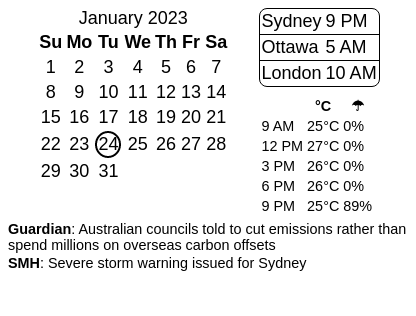 January 2023
Su Mo Tu We Th Fr Sa
1 2 3 4 5 6 7
8 9 10 11 12 13 14
15 16 17 18 19 20 21
22 23 24 25 26 27 28
29 30 31
Sydney 9 PM
Ottawa 5 AM
London 10 AM
°C ☂
9 AM 25°C 0%
12 PM 27°C 0%
3 PM 26°C 0%
6 PM 26°C 0%
9 PM 25°C 89%
Guardian: Australian councils told to cut emissions rather than
spend millions on overseas carbon offsets
SMH: Severe storm warning issued for Sydney